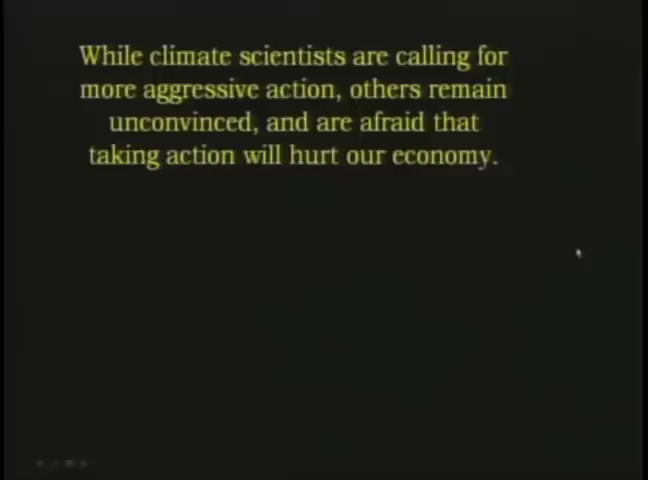 While climate scientists are calling for
more aggressive action, others remain
unconvinced, and are afraid that
taking action will hurt our economy.